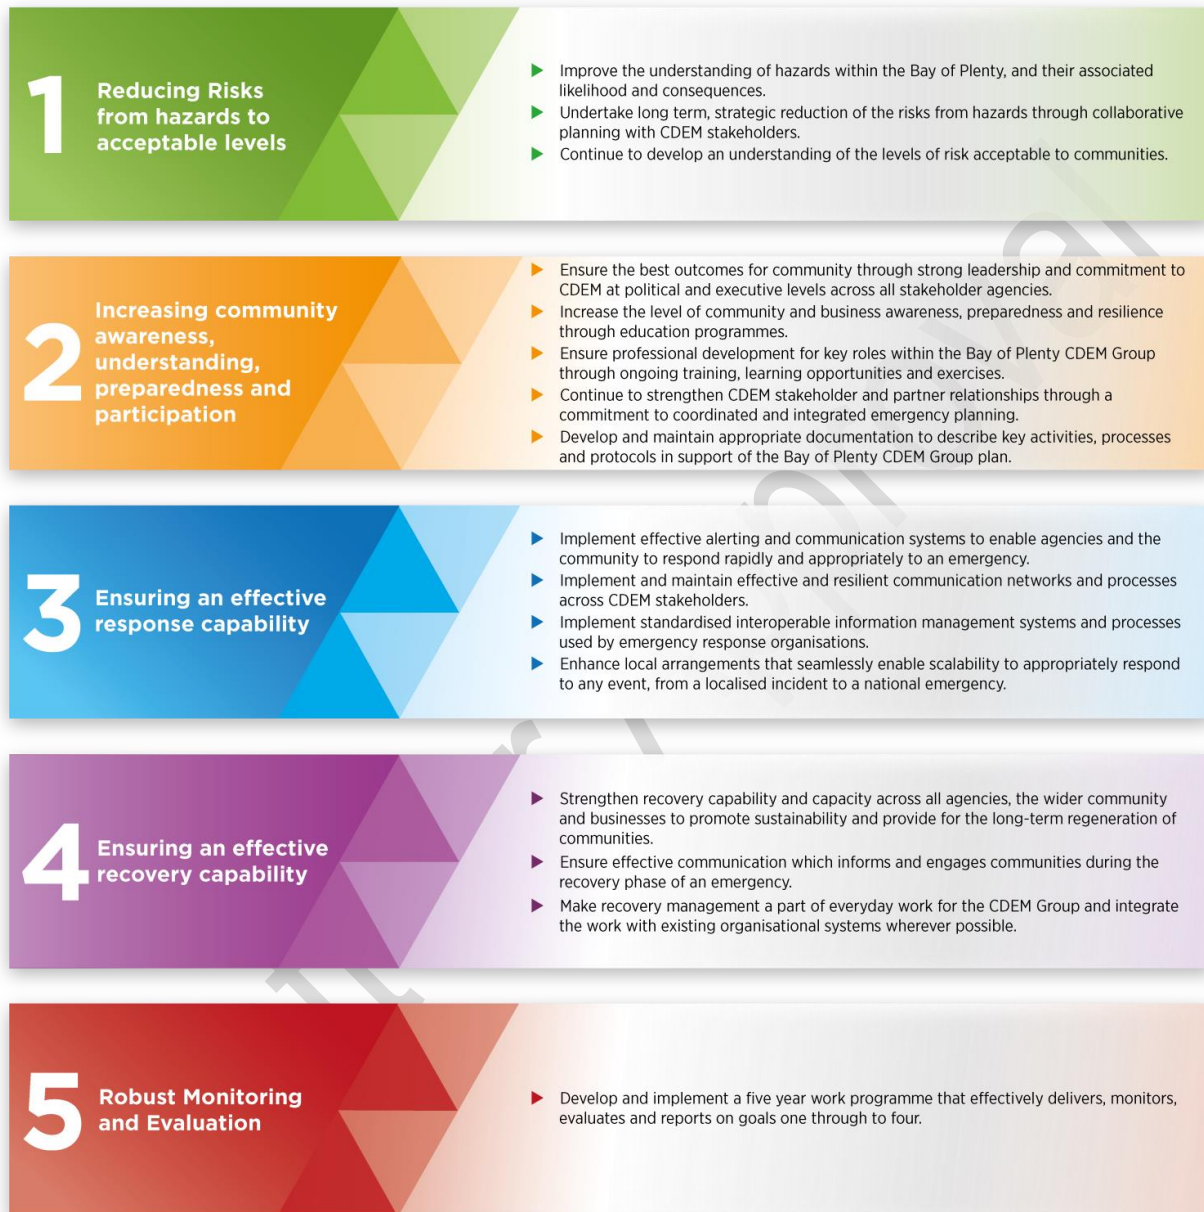 1
Reducing Risks
from hazards to
acceptable levels
Improve the understanding of hazards within the Bay of Plenty, and their associated
likelihood and consequences.
Undertake long term, strategic reduction of the risks from hazards through collaborative
planning with CDEM stakeholders.
Continue to develop an understanding of the levels of risk acceptable to communities.
2
Increasing community
awareness,
understanding,
preparedness and
participation
Ensure the best outcomes for community through strong leadership and commitment to
CDEM at political and executive levels across all stakeholder agencies.
Increase the level of community and business awareness, preparedness and resilience
through education programmes.
Ensure professional development for key roles within the Bay of Plenty CDEM Group
through ongoing training, learning opportunities and exercises.
Continue to strengthen CDEM stakeholder and partner relationships through a
commitment to coordinated and integrated emergency planning.
Develop and maintain appropriate documentation to describe key activities, processes
and protocols in support of the Bay of Plenty CDEM Group plan.
3
Ensuring an effective
response capability
Implement effective alerting and communication systems to enable agencies and the
community to respond rapidly and appropriately to an emergency.
Implement and maintain effective and resilient communication networks and processes
across CDEM stakeholders.
Implement standardised interoperable information management systems and processes
used by emergency response organisations.
Enhance local arrangements that seamlessly enable scalability to appropriately respond
to any event, from a localised incident to a national emergency.
4
Ensuring an effective
recovery capability
Strengthen recovery capability and capacity across all agencies, the wider community
and businesses to promote sustainability and provide for the long-term regeneration of
communities.
Ensure effective communication which informs and engages communities during the
recovery phase of an emergency.
Make recovery management a part of everyday work for the CDEM Group and integrate
the work with existing organisational systems wherever possible.
5
Robust Monitoring
and Evaluation
Develop and implement a five year work programme that effectively delivers, monitors,
evaluates and reports on goals one through to four.